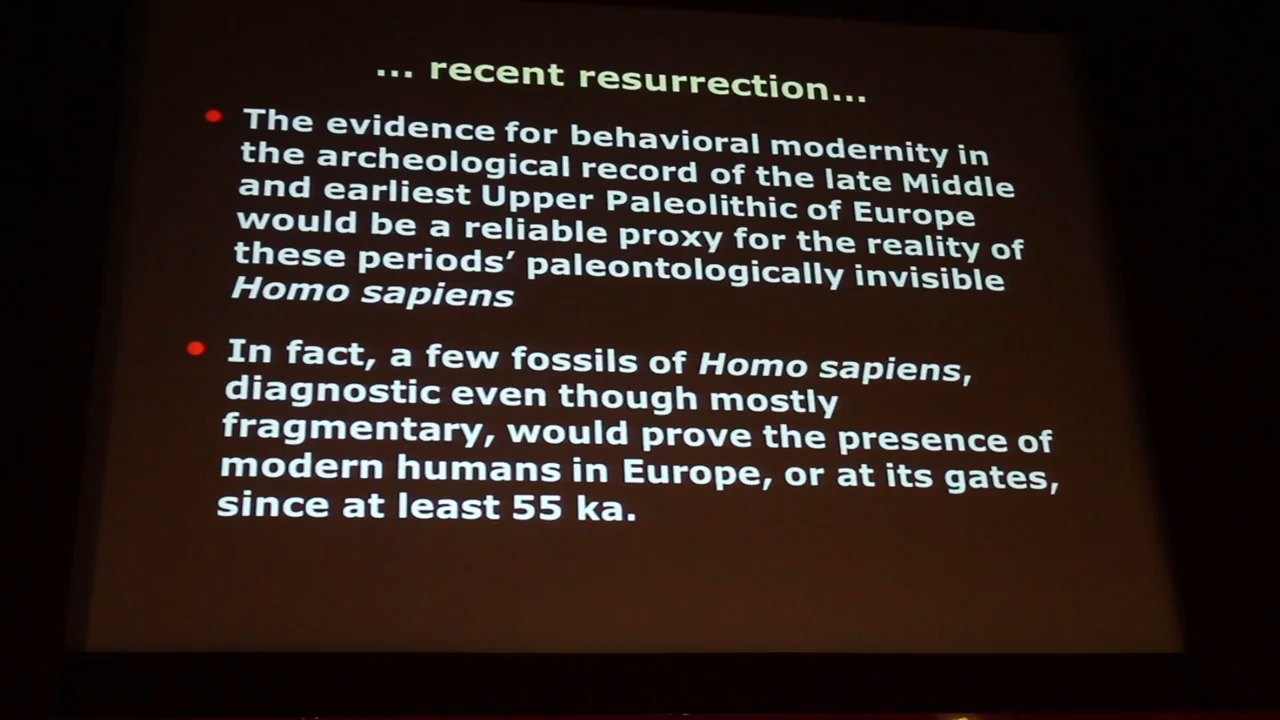 ... recent resurrection...
The evidence for behavioral modernity in
the archeological record of the late Middle
and earliest Upper Paleolithic of Europe
would be a reliable proxy for the reality of
these periods’ paleontologically invisible
Homo sapiens
In fact, a few fossils of Homo sapiens,
diagnostic even though mostly
fragmentary, would prove the presence of
modern humans in Europe, or at its gates,
since at least 55 ka.